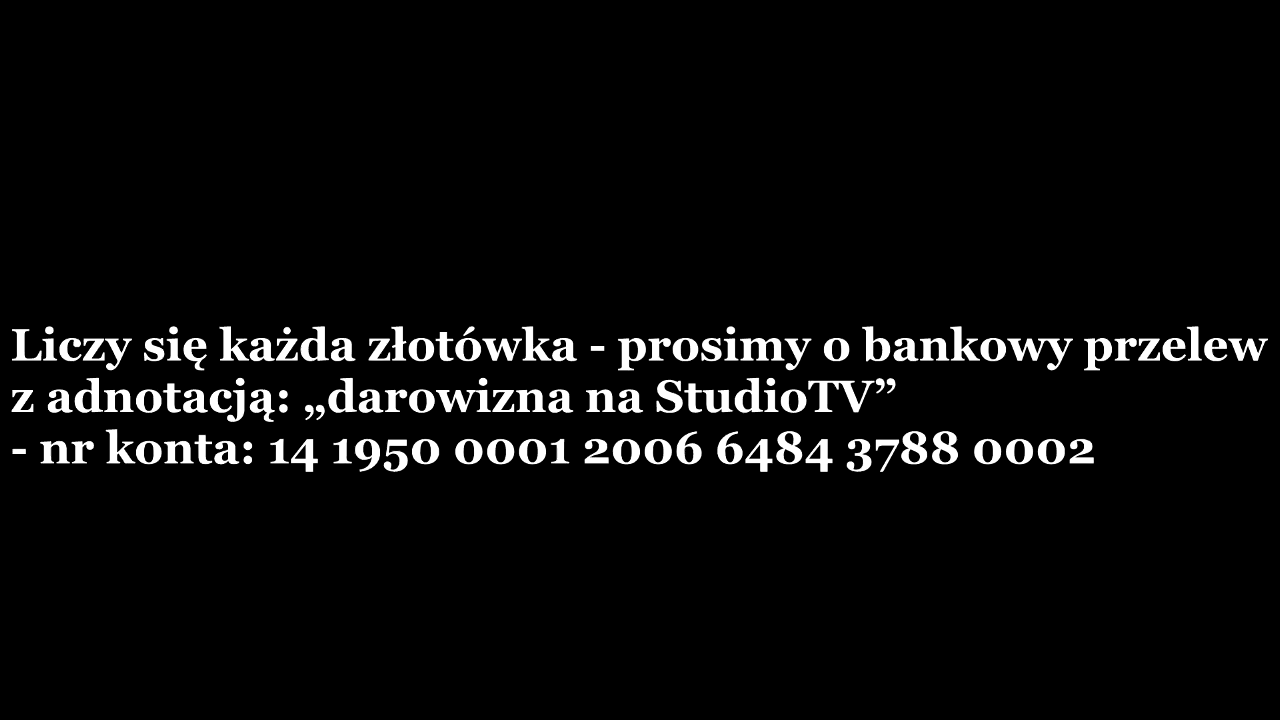 Liczy się każda złotówka - prosimy o bankowy przelew
z adnotacją: „darowizna na StudioTV”
- nr konta: 14 1950 0001 2006 6484 3788 0002